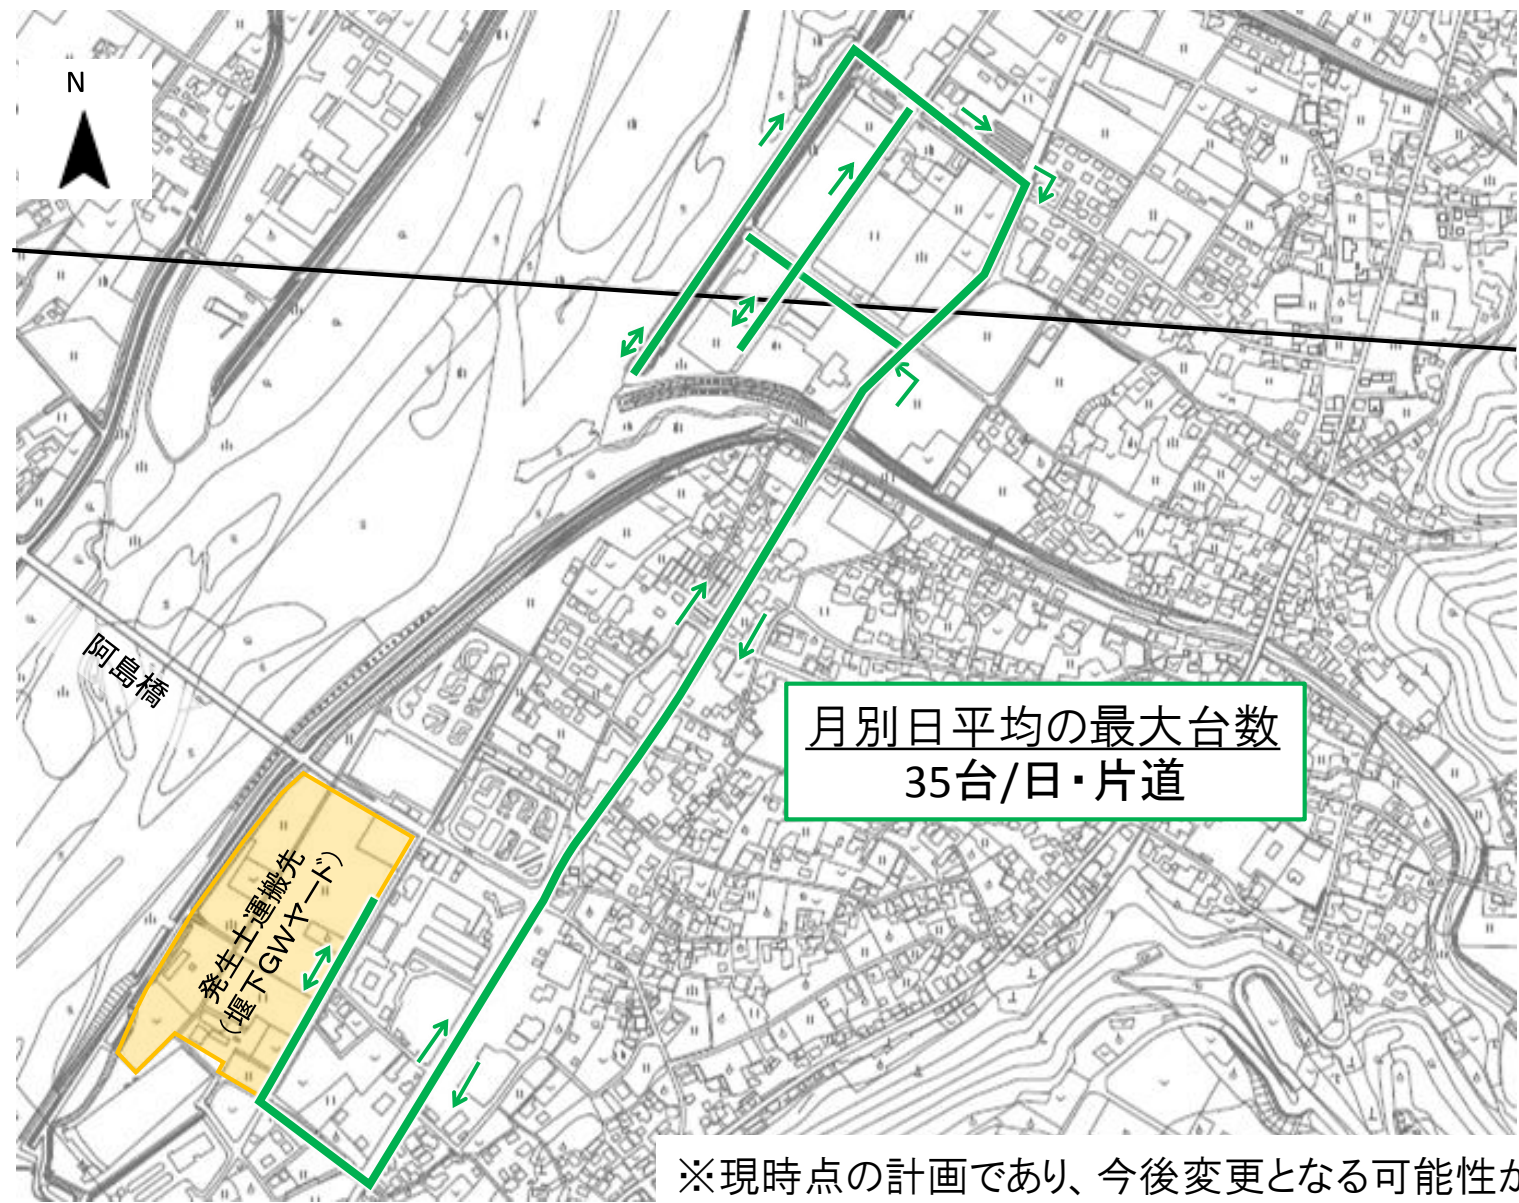 N
阿島橋
月別日平均の最大台数
35台/日・片道
発生土運搬先
(堰下GWヤード)
※現時点の計画であり、今後変更となる可能性が